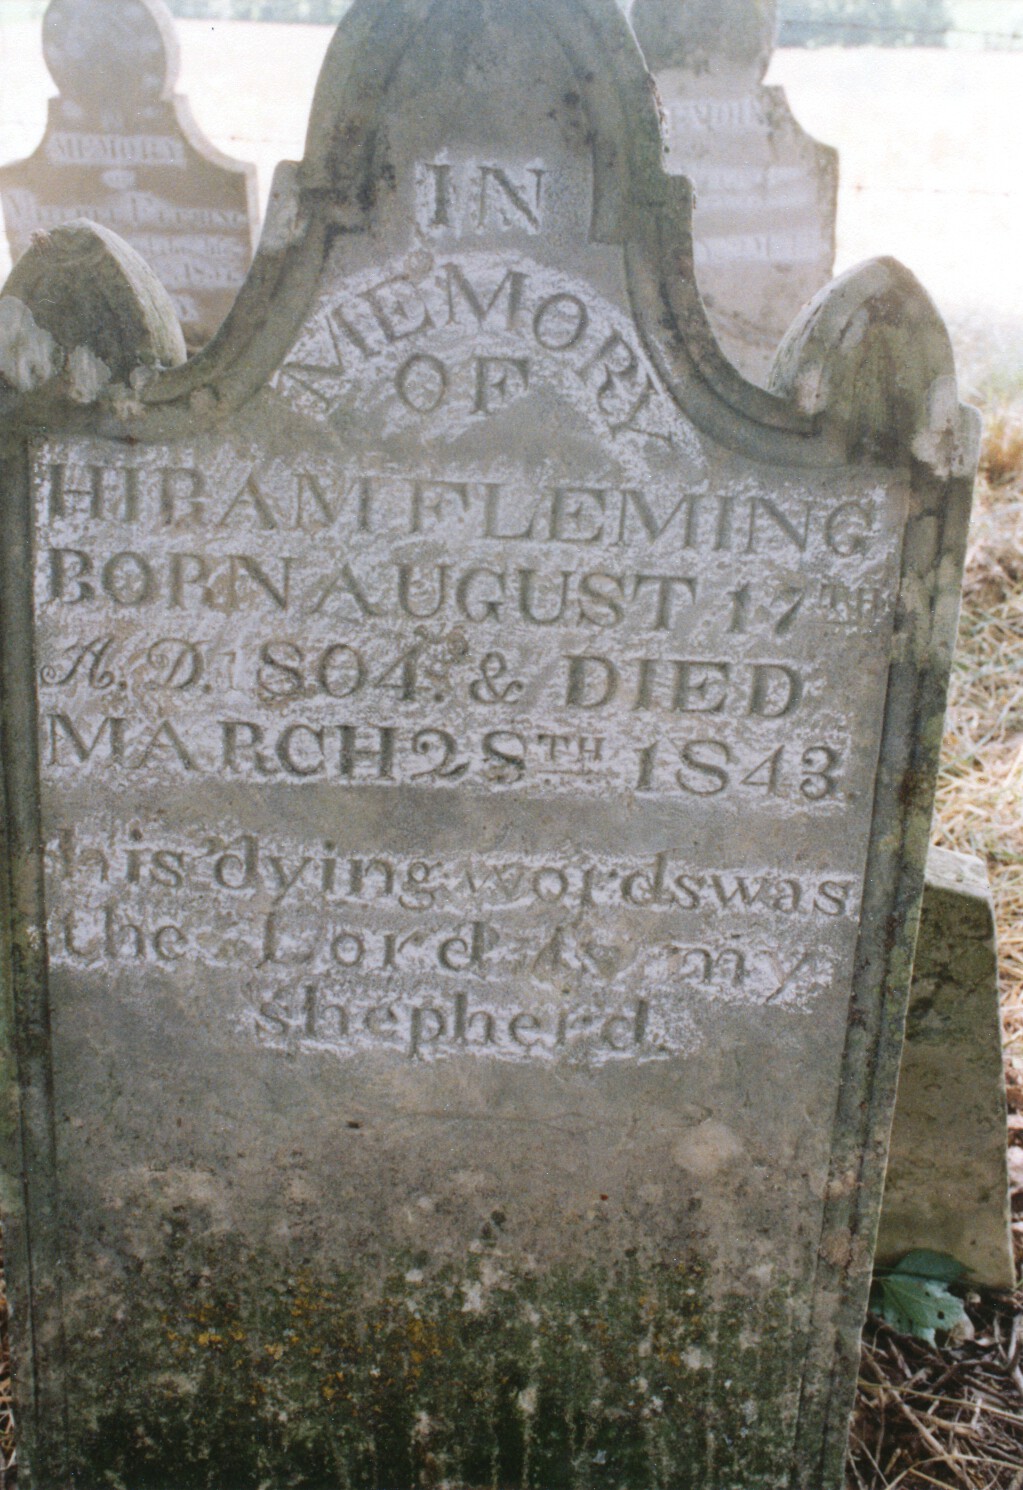 IN
MEMORY
OF
HIRAM FLEMING
BORN AUGUST 17TH
A.D. 1804. & DIED
MARCH 28TH 1843.
his dying words was
the Lord is my
shepherd.
MEMORY